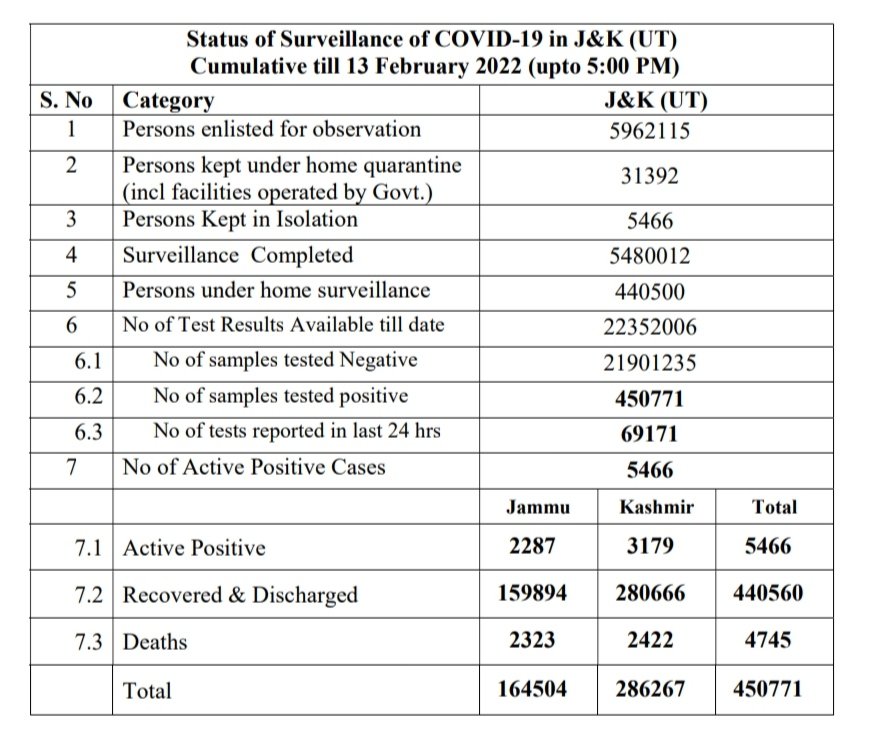 Status of Surveillance of COVID-19 in J&K (UT)
Cumulative till 13 February 2022 (upto 5:00 PM)
S. No Category J&K (UT)
1 Persons enlisted for observation 5962115
2 Persons kept under home quarantine
(incl facilities operated by Govt.) 31392
3 Persons Kept in Isolation 5466
4 Surveillance Completed 5480012
5 Persons under home surveillance 440500
6 No of Test Results Available till date 22352006
6.1 No of samples tested Negative 21901235
6.2 No of samples tested positive 450771
6.3 No of tests reported in last 24 hrs 69171
7 No of Active Positive Cases 5466
Jammu Kashmir Total
7.1 Active Positive 2287 3179 5466
7.2 Recovered & Discharged 159894 280666 440560
7.3 Deaths 2323 2422 4745
Total 164504 286267 450771